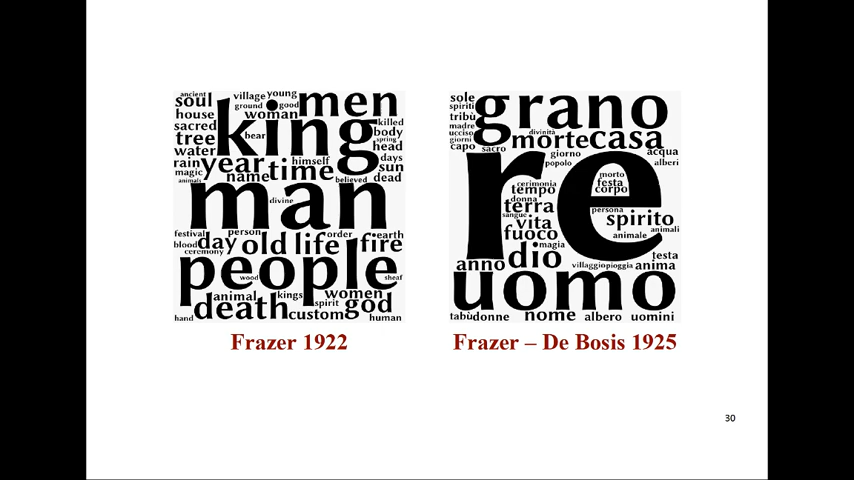 ancient
soul
village young
men
ground good
house
woman
king
sacred
killed
tree
hear
body
spring
water
head
rain year time himself
days
magic
name
sun
animals
believed
dead
man
divine
festival person
order
earth
blood day old life fire
ceremony
people
wood
sheaf
animal
kings
women
death
spirit
god
hand
custom
human
sole
grano
spiriti
tribù
madre
divinità
ucciso
morte casa
giorni
capo
sacro
giorno
acqua
popolo
alberi
re
morto
cerimonia
festa
tempo
corpo
donna
terra
persona
sangue
spirito
vita
animali
fuoco
animale
magia
dio
testa
anno
villaggio pioggia anima
uomo
tabù donne nome albero uomini
Frazer 1922
Frazer – De Bosis 1925
30